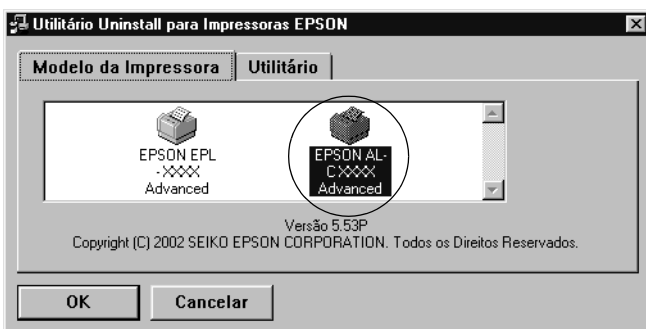 Utilitário Uninstall para Impressoras EPSON
Modelo da Impressora Utilitário
EPSON EPL
-XXXX
Advanced
EPSON AL-
CXXXX
Advanced
Versão 5.53P
Copyright (C) 2002 SEIKO EPSON CORPORATION. Todos os Direitos Reservados.
OK Cancelar